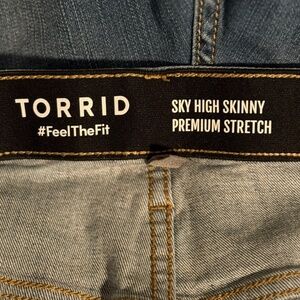 TORRID
#FeelTheFit
SKY HIGH SKINNY
PREMIUM STRETCH